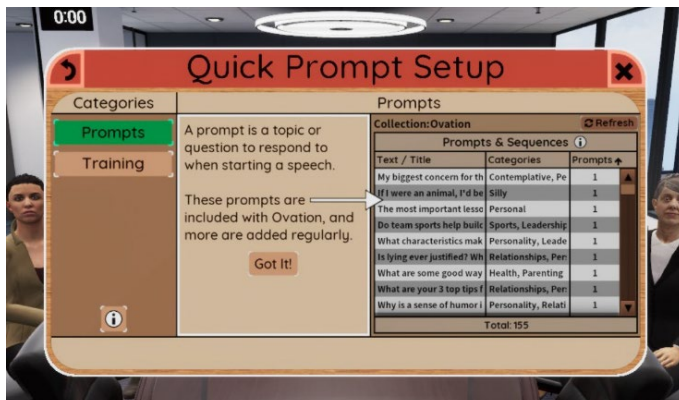 0:00
Quick Prompt Setup
Categories
Prompts
Prompts
Training
A prompt is a topic or
question to respond to
when starting a speech.
These prompts are
included with Ovation, and
more are added regularly.
Got It!
Collection:Ovation
Refresh
Prompts & Sequences
Text / Title Categories Prompts
My biggest concern for th Contemplative, Pe 1
If I were an animal, I'd be Silly 1
The most important lesso Personal 1
Do team sports help builc Sports, Leadership 1
What characteristics mak Personality, Leade 1
Is lying ever justified? Wh Relationships, Per: 1
What are some good way Health, Parenting 1
What are your 3 top tips f Relationships, Per: 1
Why is a sense of humor i Personality, Relati 1
Total: 155